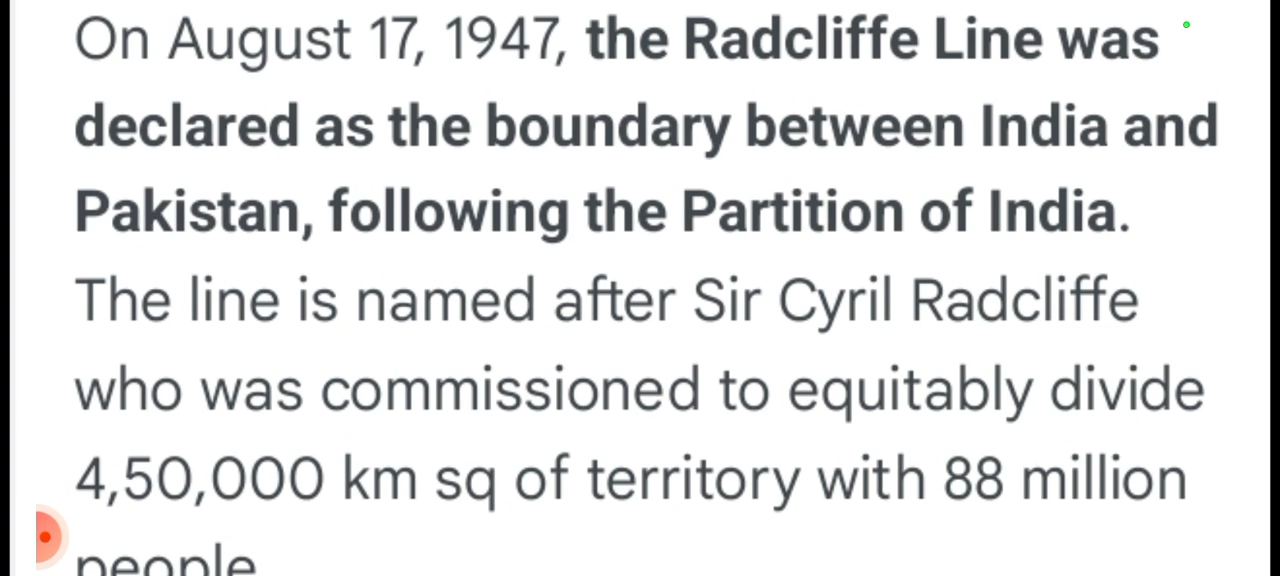 On August 17, 1947, the Radcliffe Line was
declared as the boundary between India and
Pakistan, following the Partition of India.
The line is named after Sir Cyril Radcliffe
who was commissioned to equitably divide
4,50,000 km sq of territory with 88 million
people